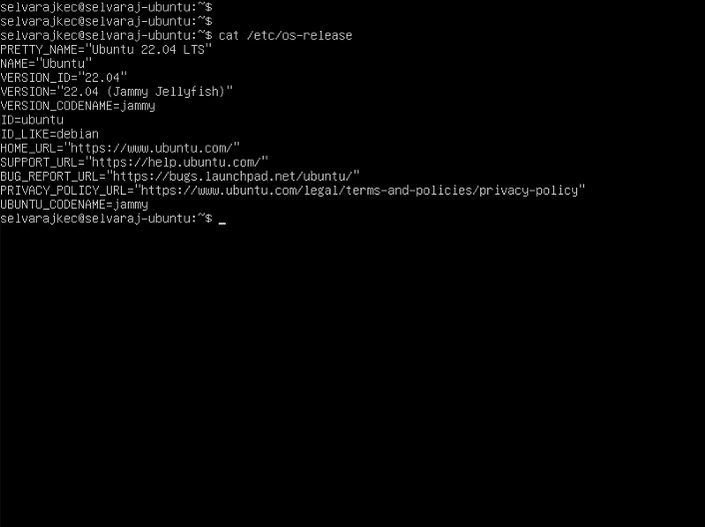 selvarajkec@selvaraj-ubuntu:~$
selvarajkec@selvaraj-ubuntu:~$
selvarajkec@selvaraj-ubuntu:~$ cat /etc/os-release
PRETTY_NAME="Ubuntu 22.04 LTS"
NAME="Ubuntu"
VERSION_ID="22.04"
VERSION="22.04 (Jammy Jellyfish)"
VERSION_CODENAME=jammy
ID=ubuntu
ID_LIKE=debian
HOME_URL="https://www.ubuntu.com/"
SUPPORT_URL="https://help.ubuntu.com/"
BUG_REPORT_URL="https://bugs.launchpad.net/ubuntu/"
PRIVACY_POLICY_URL="https://www.ubuntu.com/legal/terms-and-policies/privacy-policy"
UBUNTU_CODENAME=jammy
selvarajkec@selvaraj-ubuntu:~$ _